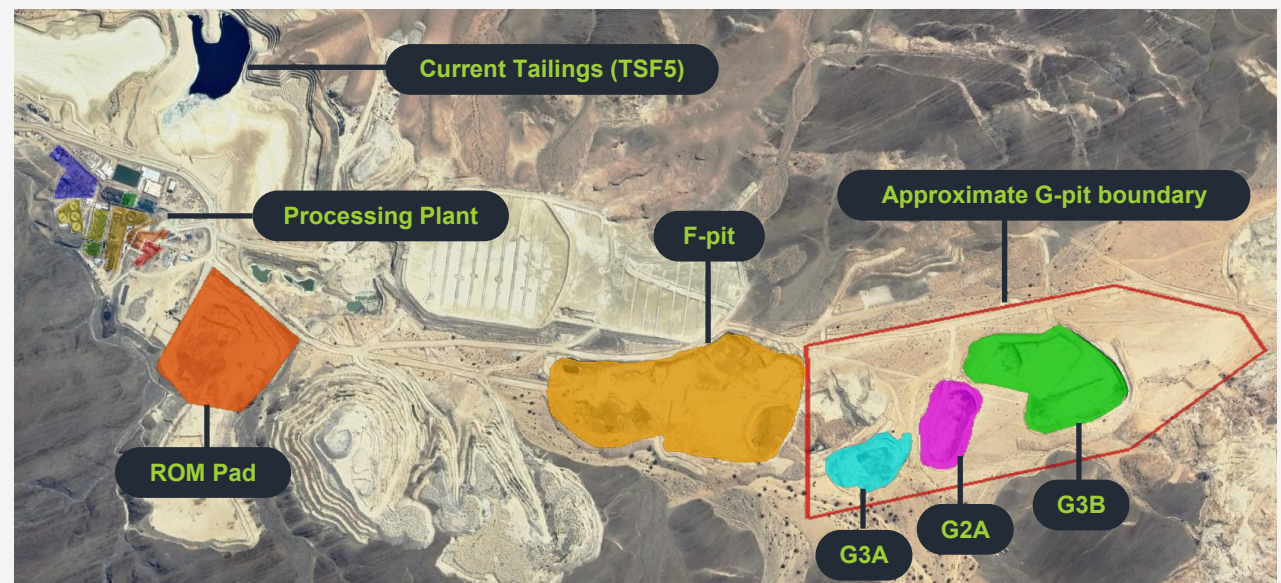 Current Tailings (TSF5)
Processing Plant
Approximate G-pit boundary
F-pit
ROM Pad
G3B
G2A
G3A